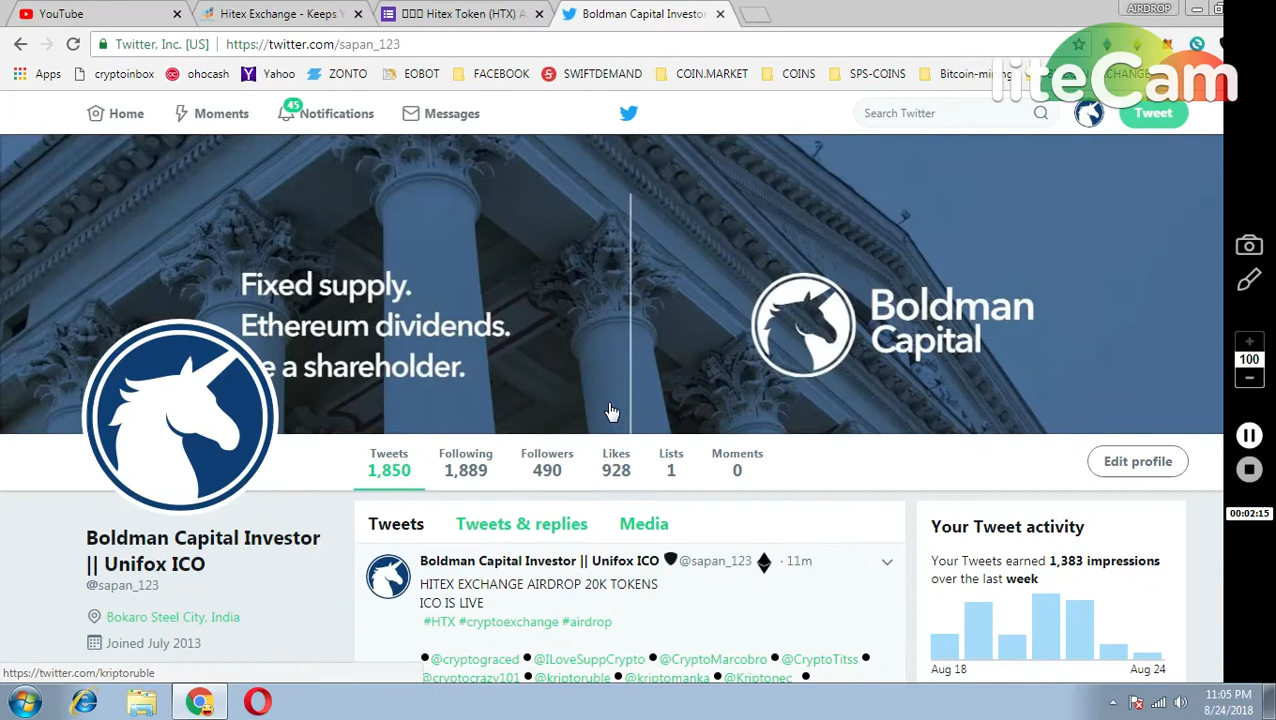 YouTube
Hitex Exchange - Keeps Y
Hitex Token (HTX)
Boldman Capital Investor
AIRDROP
Twitter, Inc. [US]
https://twitter.com/sapan_123
Apps
cryptoinbox
ohocash
Yahoo
ZONTO
EOBOT
FACEBOOK
SWIFTDEMAND
COIN.MARKET
COINS
SPS-COINS
Bitcoin-mining
liteCam
Home
Moments
45
Notifications
Messages
Search Twitter
Tweet
Fixed supply.
Ethereum dividends.
e a shareholder.
Boldman
Capital
Tweets
1,850
Following
1,889
Followers
490
Likes
928
Lists
1
Moments
0
Edit profile
100
Boldman Capital Investor
|| Unifox ICO
@sapan_123
Bokaro Steel City, India
Joined July 2013
Tweets
Tweets & replies
Media
Boldman Capital Investor || Unifox ICO @sapan_123 · 11m
HITEX EXCHANGE AIRDROP 20K TOKENS
ICO IS LIVE
#HTX #cryptoexchange #airdrop
@cryptograced @ILoveSuppCrypto @CryptoMarcobro @CryptoTitss
@cryptocrazy101 @kriptoruble @kriptomanka @Kriptonec
Your Tweet activity
Your Tweets earned 1,383 impressions
over the last week
Aug 18
Aug 24
00:02:15
https://twitter.com/kriptoruble
11:05 PM
8/24/2018